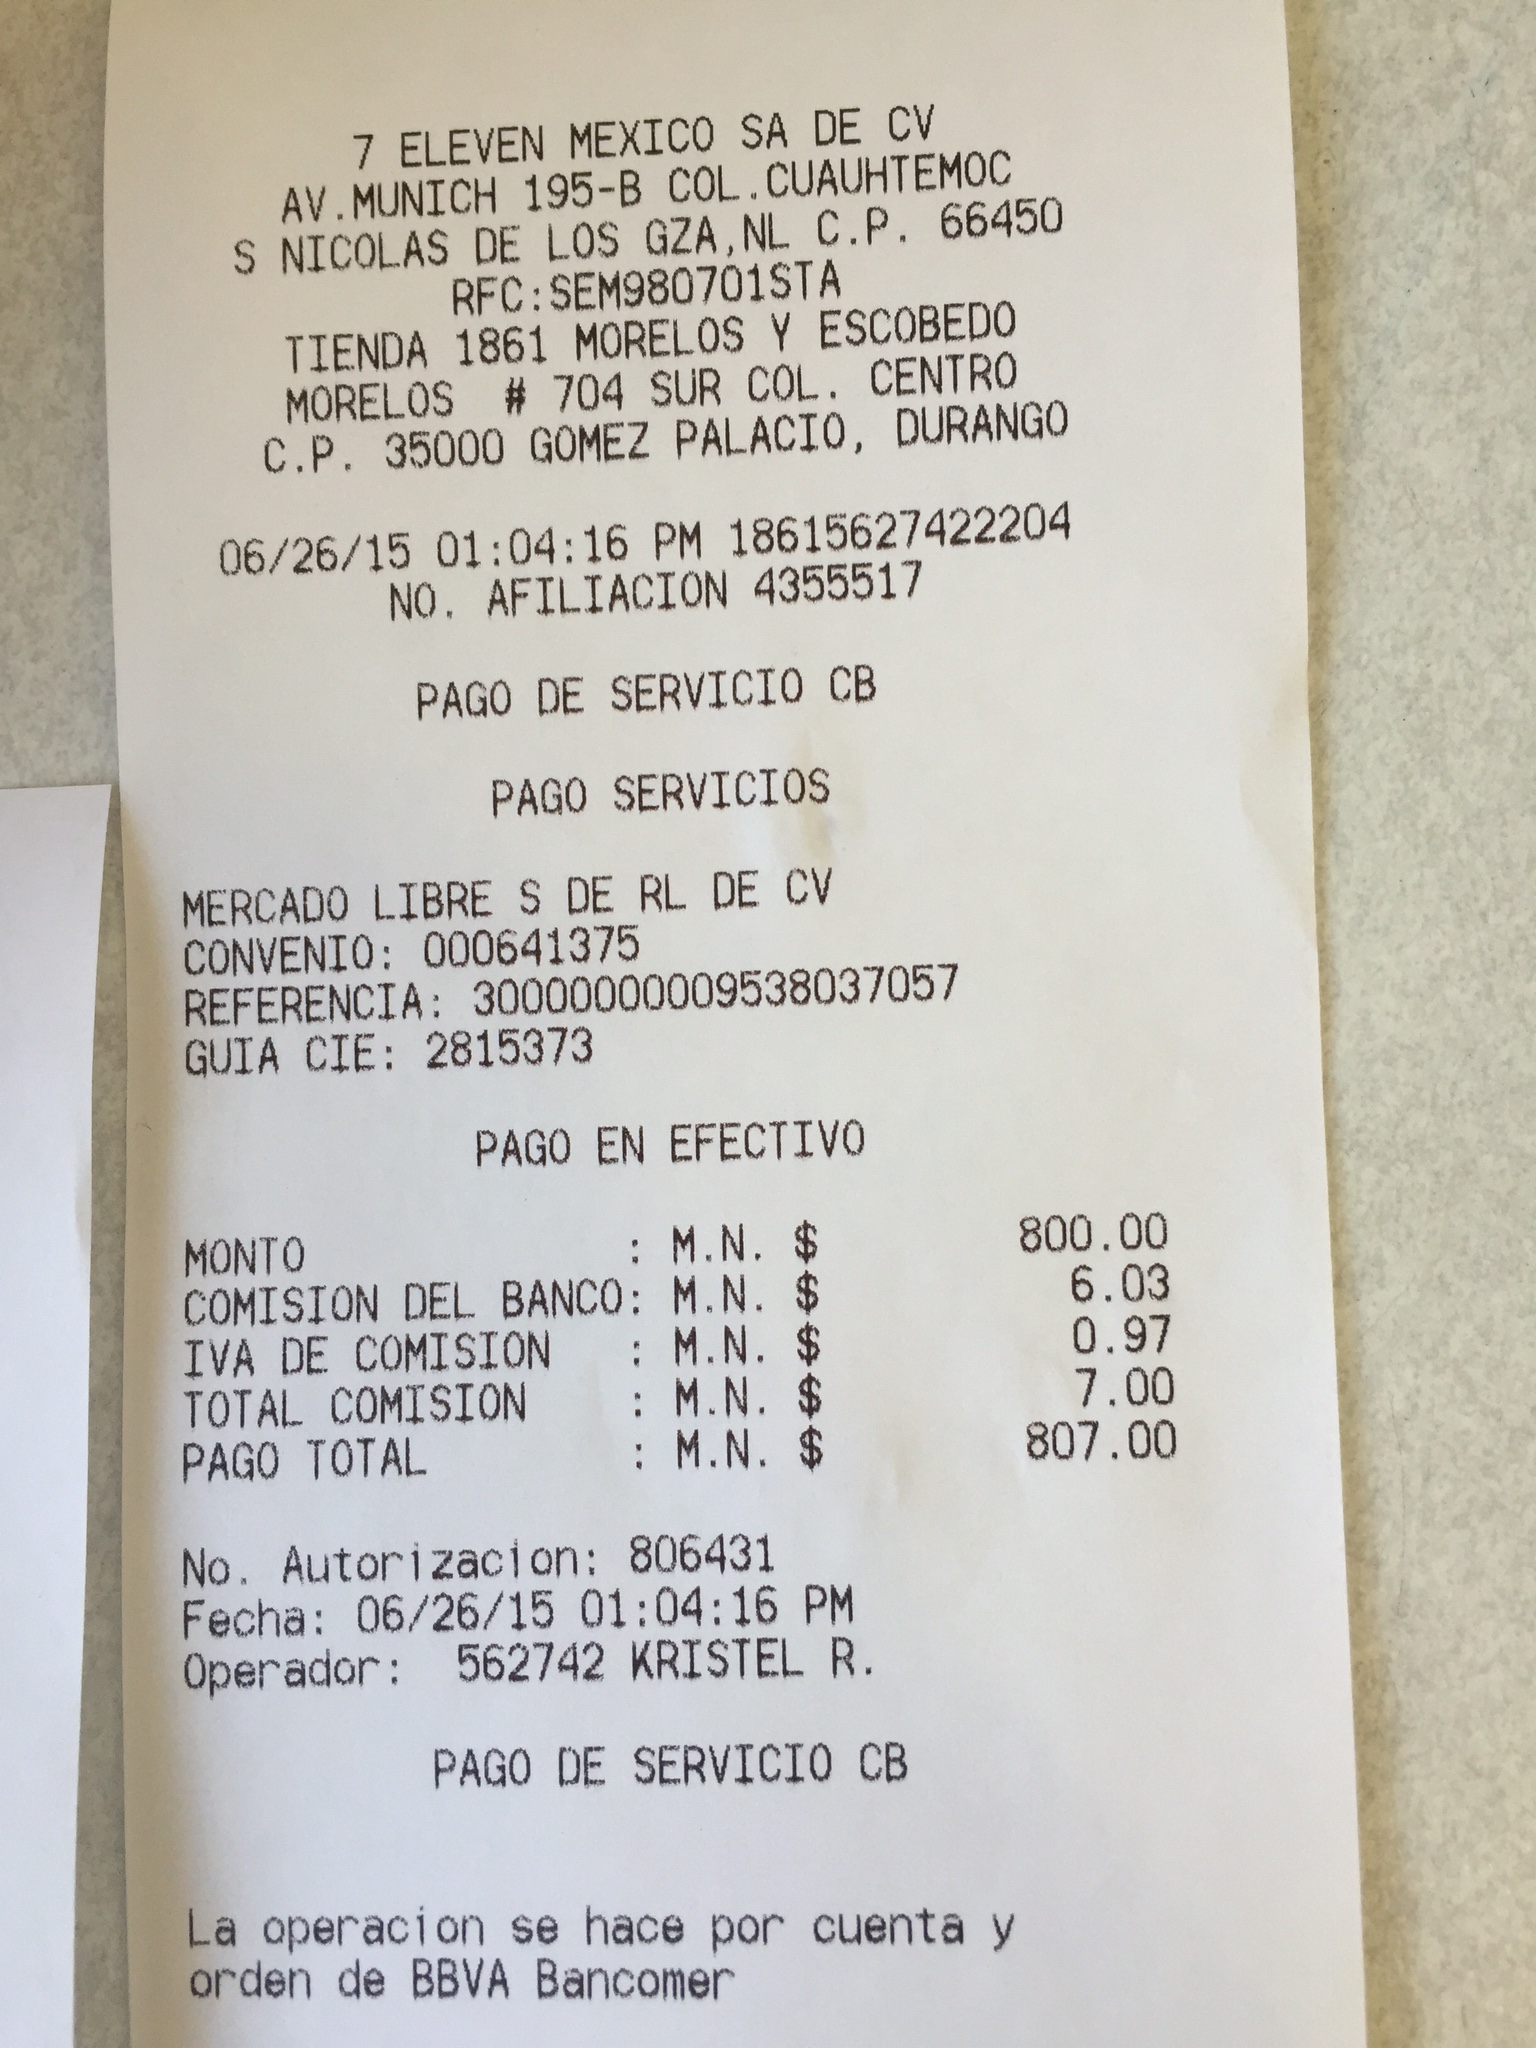 7 ELEVEN MEXICO SA DE CV
AV.MUNICH 195-B COL.CUAUHTEMOC
S NICOLAS DE LOS GZA,NL C.P. 66450
RFC:SEM980701STA
TIENDA 1861 MORELOS Y ESCOBEDO
MORELOS # 704 SUR COL. CENTRO
C.P. 35000 GOMEZ PALACIO, DURANGO
06/26/15 01:04:16 PM 18615627422204
NO. AFILIACION 4355517
PAGO DE SERVICIO CB
PAGO SERVICIOS
MERCADO LIBRE S DE RL DE CV
CONVENIO: 000641375
REFERENCIA: 30000000009538037057
GUIA CIE: 2815373
PAGO EN EFECTIVO
MONTO : M.N. $ 800.00
COMISION DEL BANCO: M.N. $ 6.03
IVA DE COMISION : M.N. $ 0.97
TOTAL COMISION : M.N. $ 7.00
PAGO TOTAL : M.N. $ 807.00
No. Autorizacion: 806431
Fecha: 06/26/15 01:04:16 PM
Operador: 562742 KRISTEL R.
PAGO DE SERVICIO CB
La operacion se hace por cuenta y
orden de BBVA Bancomer